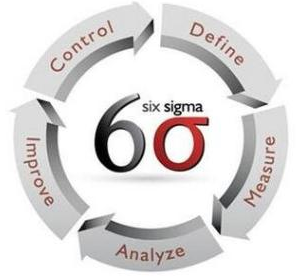 Control
Define
six sigma
6σ
Improve
Measure
Analyze